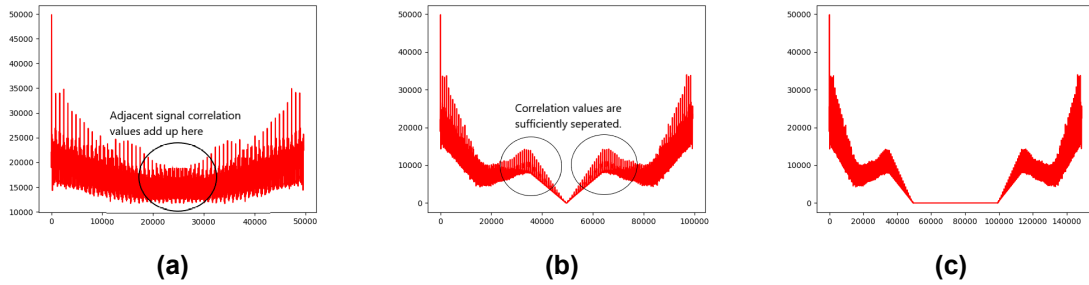 50000
45000
40000
35000
30000
25000
20000
15000
10000
Adjacent signal correlation
values add up here
0 10000 20000 30000 40000 50000
(a)
50000
40000
30000
20000
10000
0
Correlation values are
sufficiently seperated.
0 20000 40000 60000 80000 100000
(b)
50000
40000
30000
20000
10000
0
0 20000 40000 60000 80000 100000 120000 140000
(c)